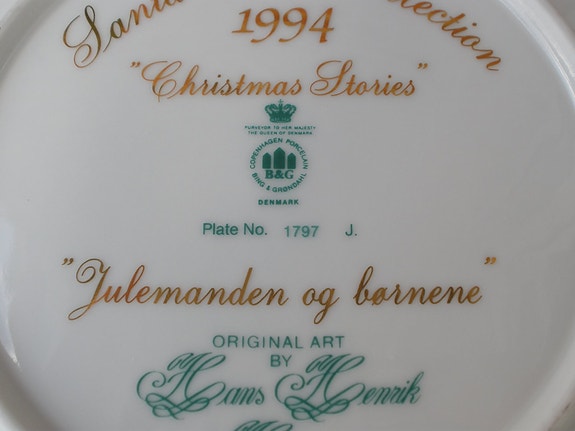 1994
"Christmas Stories"
PURVEYOR TO HER MAJESTY
THE QUEEN OF DENMARK
COPENHAGEN PORCELAIN
B&G
BING & GRØNDAHL
DENMARK
Plate No. 1797 J.
"Julemanden og børnene"
ORIGINAL ART
BY
Hans Henrik